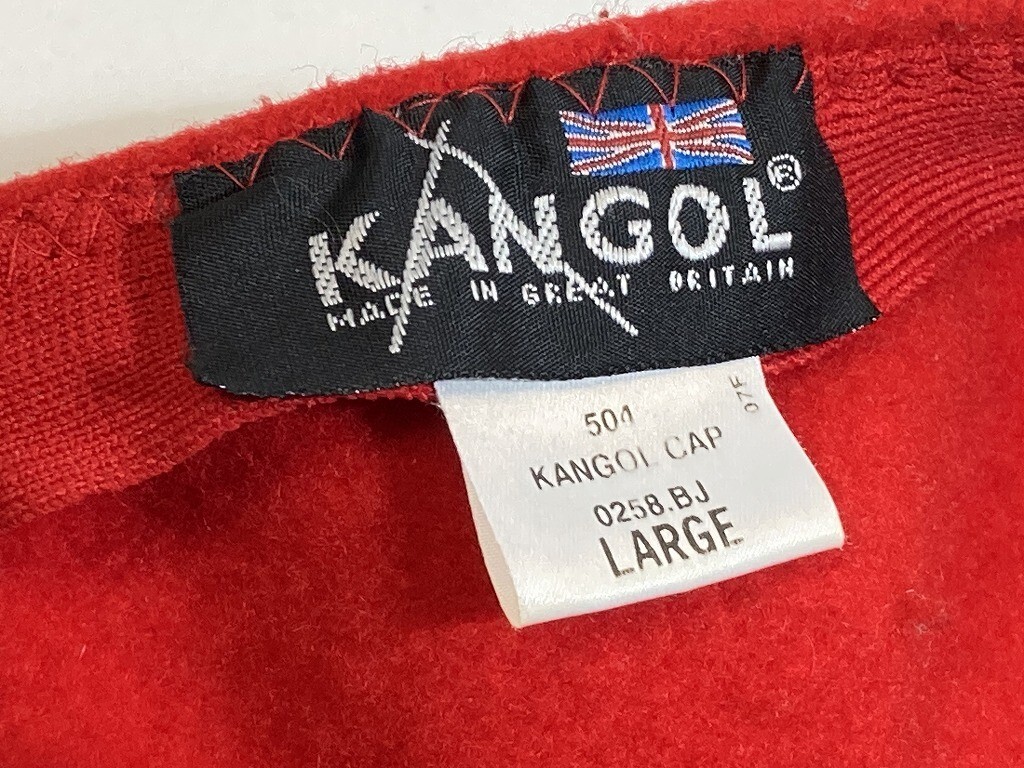 KANGOL®
MADE IN GREAT BRITAIN
504
07F
KANGOL CAP
0258.BJ
LARGE